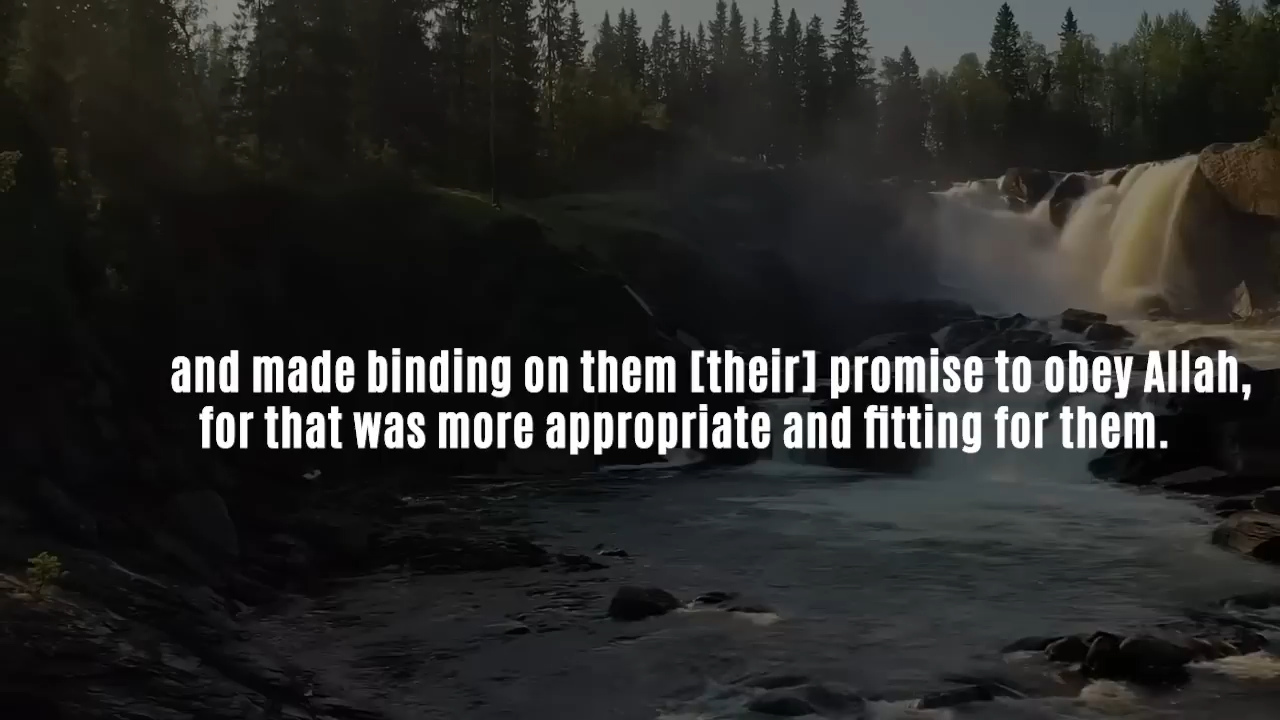 and made binding on them [their] promise to obey Allah,
for that was more appropriate and fitting for them.